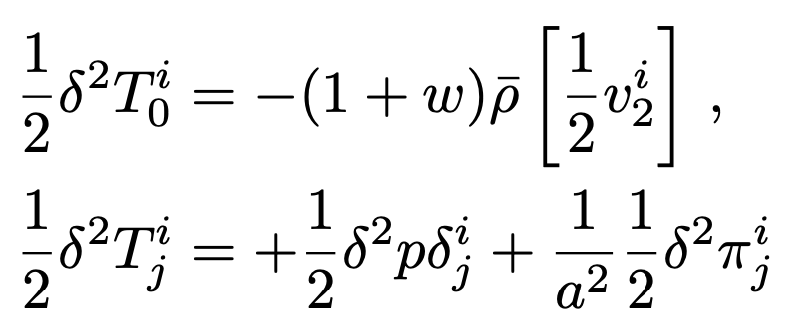 \frac{1}{2}\delta^2 T^i_0 = -(1+w)\bar{\rho}\left[\frac{1}{2}v^i_2\right],
\frac{1}{2}\delta^2 T^i_j = +\frac{1}{2}\delta^2 p\delta^i_j + \frac{1}{a^2}\frac{1}{2}\delta^2 \pi^i_j